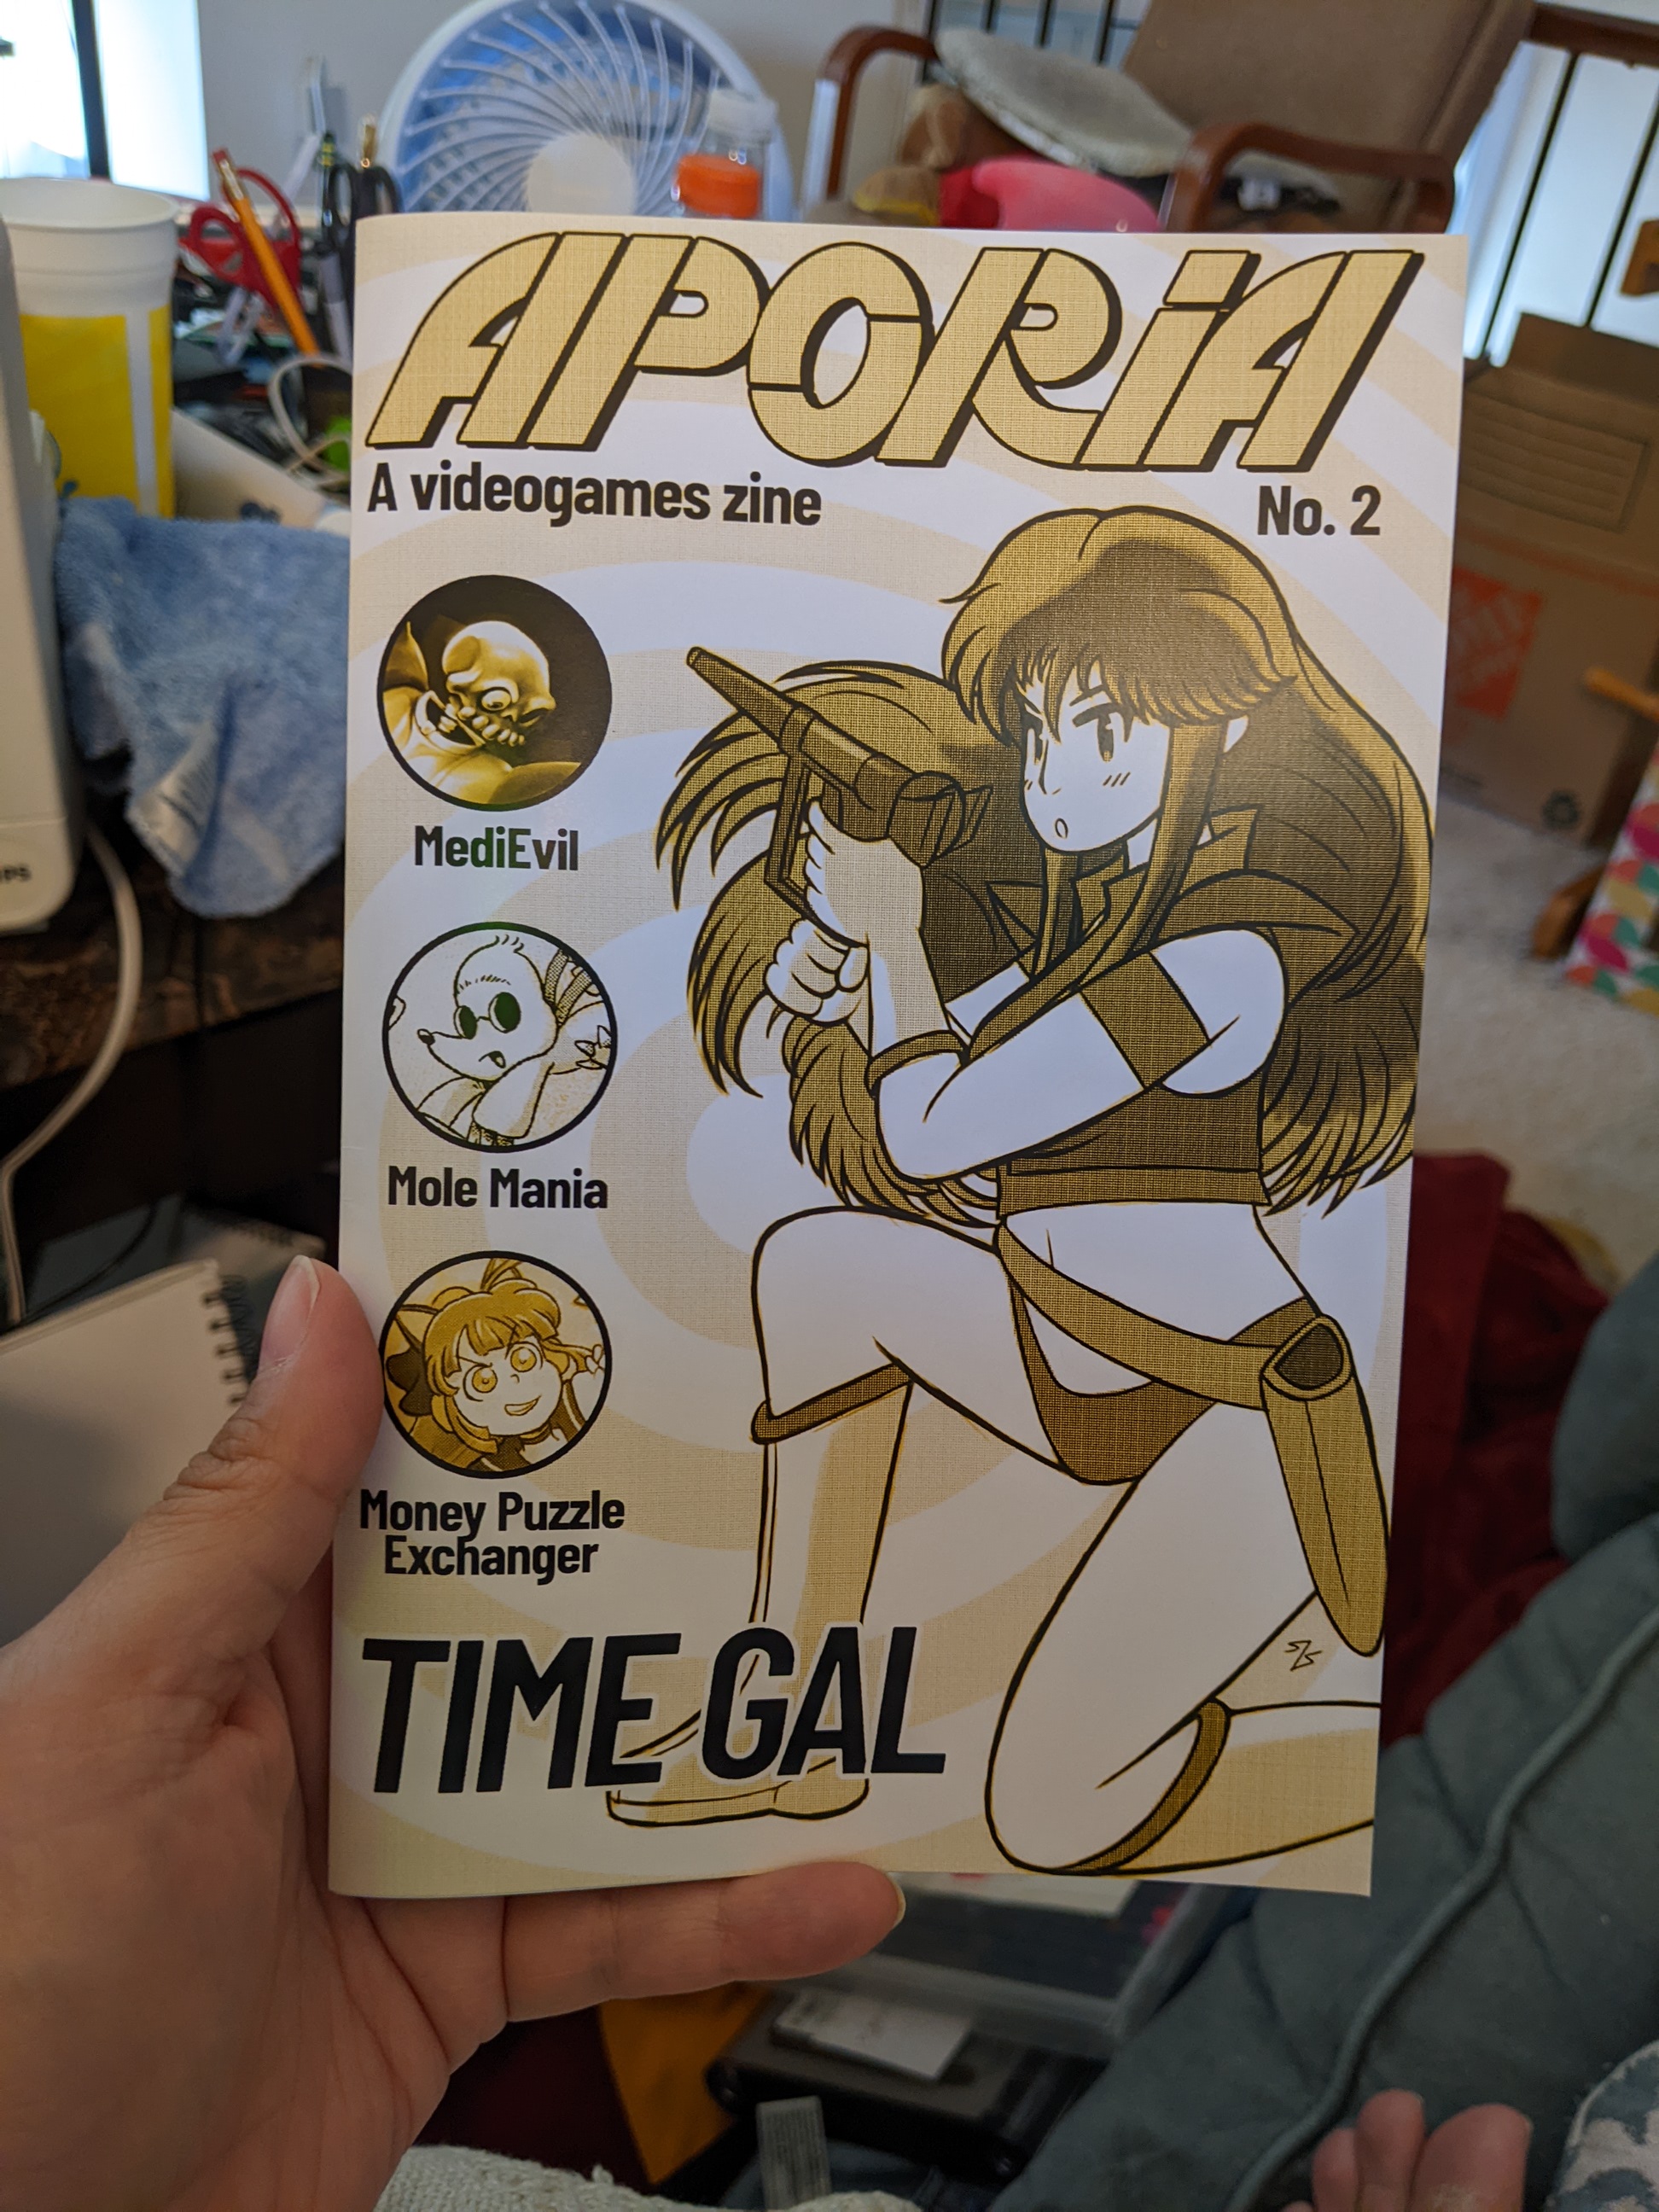 APORiA
A videogames zine
No. 2
MediEvil
Mole Mania
Money Puzzle
Exchanger
TIME GAL